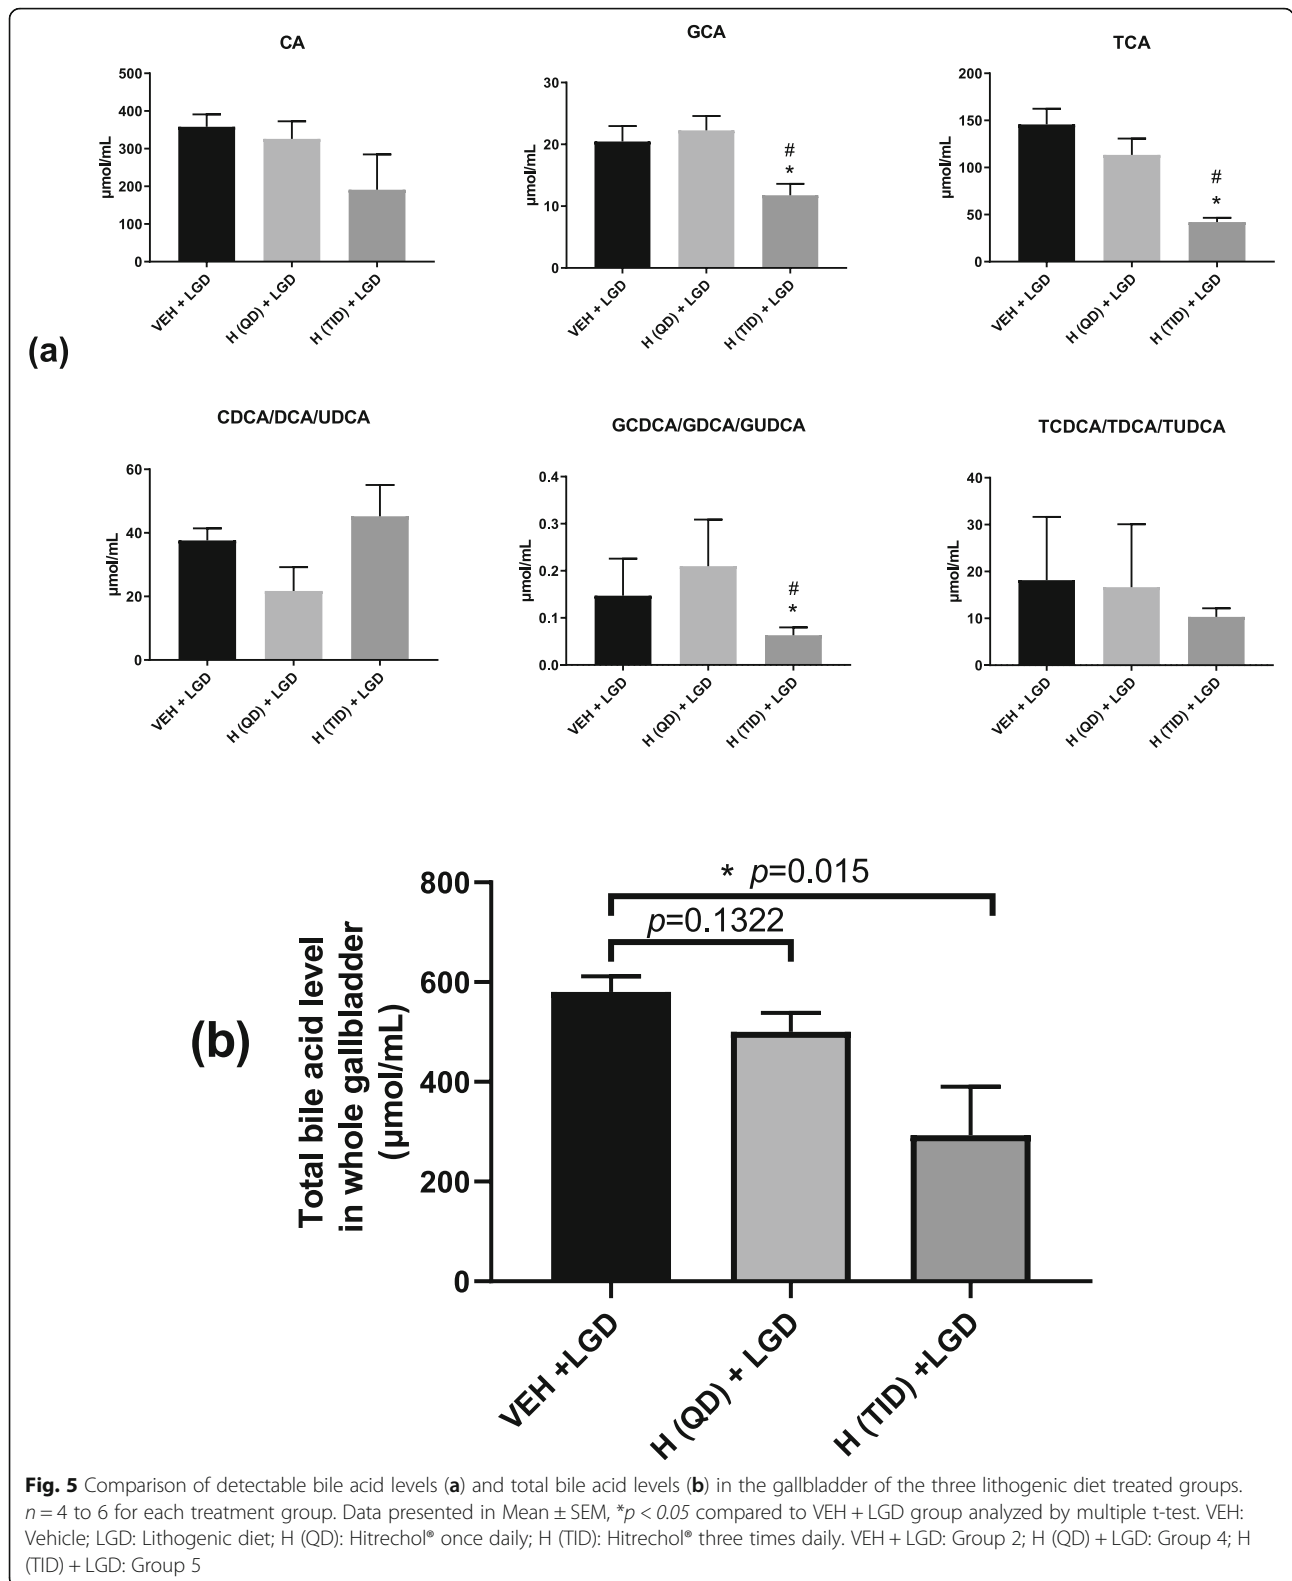 CA
GCA
TCA
500
400
300
200
100
0
µmol/mL
VEH + LGD
H (QD) + LGD
H (TID) + LGD
30
20
10
0
µmol/mL
#
*
VEH + LGD
H (QD) + LGD
H (TID) + LGD
200
150
100
50
0
µmol/mL
#
*
VEH + LGD
H (QD) + LGD
H (TID) + LGD
(a)
CDCA/DCA/UDCA
GCDCA/GDCA/GUDCA
TCDCA/TDCA/TUDCA
60
40
20
0
µmol/mL
VEH + LGD
H (QD) + LGD
H (TID) + LGD
0.4
0.3
0.2
0.1
0.0
µmol/mL
#
*
VEH + LGD
H (QD) + LGD
H (TID) + LGD
40
30
20
10
0
µmol/mL
VEH + LGD
H (QD) + LGD
H (TID) + LGD
(b)
Total bile acid level
in whole gallbladder
(µmol/mL)
800
600
400
200
0
* p=0.015
p=0.1322
VEH +LGD
H (QD) + LGD
H (TID) +LGD
Fig. 5 Comparison of detectable bile acid levels (a) and total bile acid levels (b) in the gallbladder of the three lithogenic diet treated groups.
n = 4 to 6 for each treatment group. Data presented in Mean ± SEM, *p < 0.05 compared to VEH + LGD group analyzed by multiple t-test. VEH:
Vehicle; LGD: Lithogenic diet; H (QD): Hitrechol® once daily; H (TID): Hitrechol® three times daily. VEH + LGD: Group 2; H (QD) + LGD: Group 4; H
(TID) + LGD: Group 5